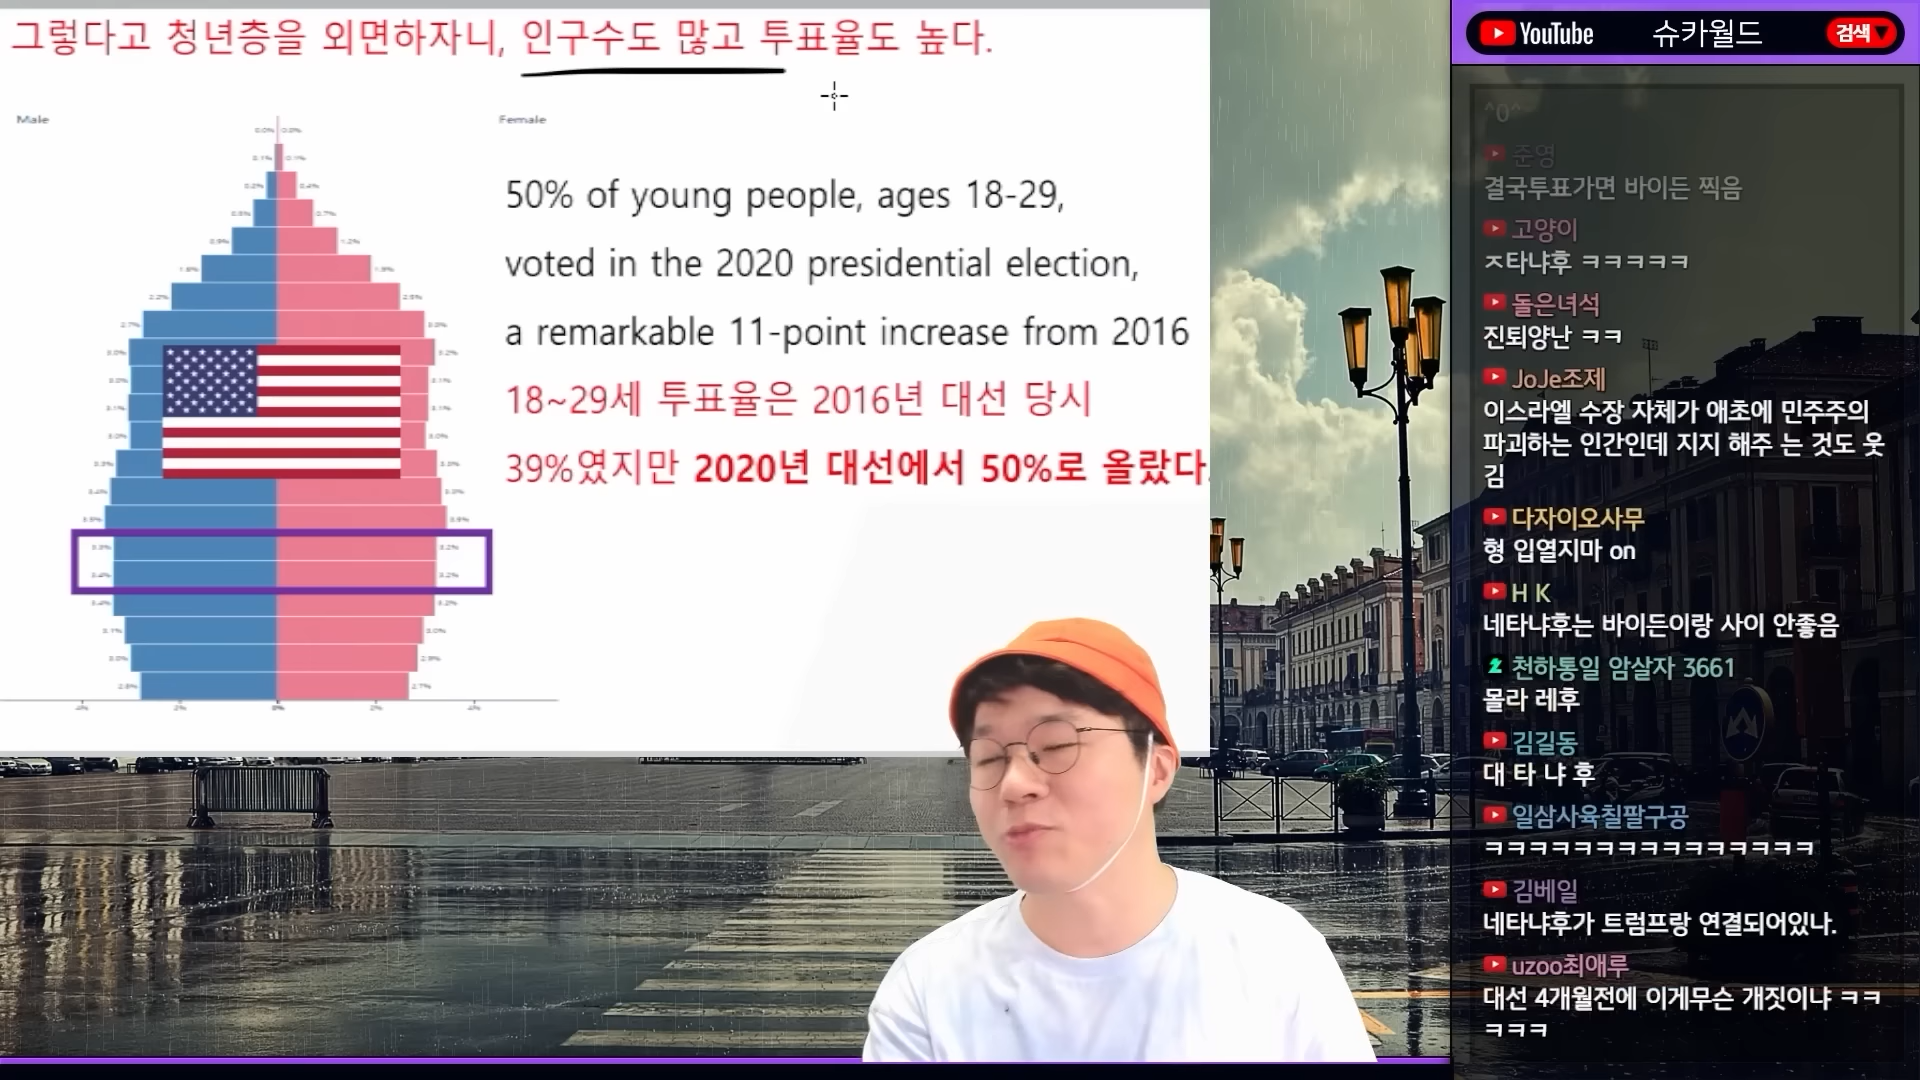 그렇다고 청년층을 외면하자니, 인구수도 많고 투표율도 높다.
Male
Female
50% of young people, ages 18-29,
voted in the 2020 presidential election,
a remarkable 11-point increase from 2016
18~29세 투표율은 2016년 대선 당시
39%였지만 2020년 대선에서 50%로 올랐다.
YouTube 슈카월드 검색
^0^
준영
결국투표가면 바이든 찍음
고양이
ㅈ타냐후 ㅋㅋㅋㅋㅋ
돌은녀석
진퇴양난 ㅋㅋ
JoJe조제
이스라엘 수장 자체가 애초에 민주주의
파괴하는 인간인데 지지 해주 는 것도 웃
김
다자이오사무
형 입열지마 on
H K
네타냐후는 바이든이랑 사이 안좋음
천하통일 암살자 3661
몰라 레후
김길동
대 타 냐 후
일삼사육칠팔구공
ㅋㅋㅋㅋㅋㅋㅋㅋㅋㅋㅋㅋㅋㅋㅋ
김베일
네타냐후가 트럼프랑 연결되어있나.
uzoo최애루
대선 4개월전에 이게무슨 개짓이냐 ㅋㅋ
ㅋㅋㅋ